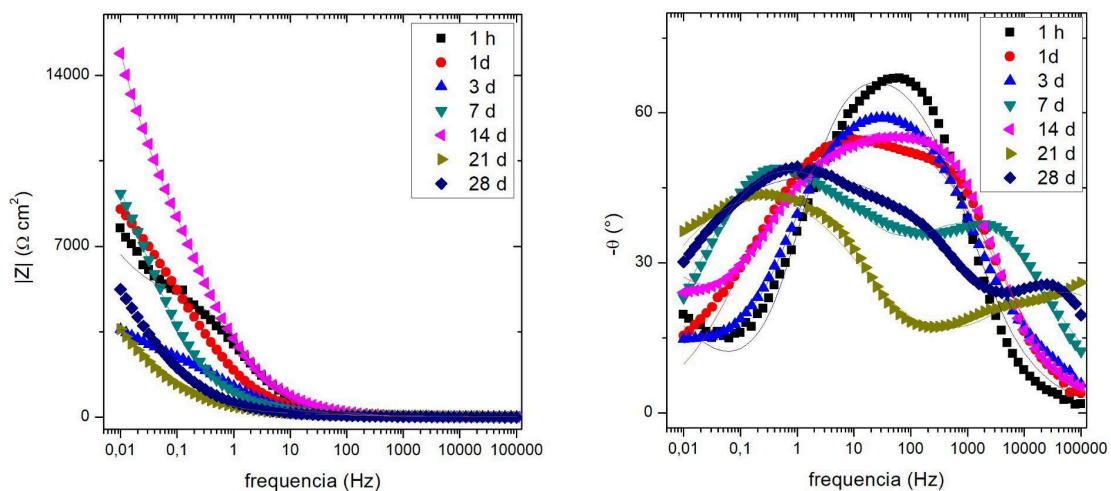 14000
7000
0
|Z| (Ω cm²)
1 h
1d
3 d
7 d
14 d
21 d
28 d
0,01 0,1 1 10 100 1000 10000 100000
frequencia (Hz)
60
30
0
-θ (°)
1 h
1d
3 d
7 d
14 d
21 d
28 d
0,01 0,1 1 10 100 1000 10000 100000
frequencia (Hz)